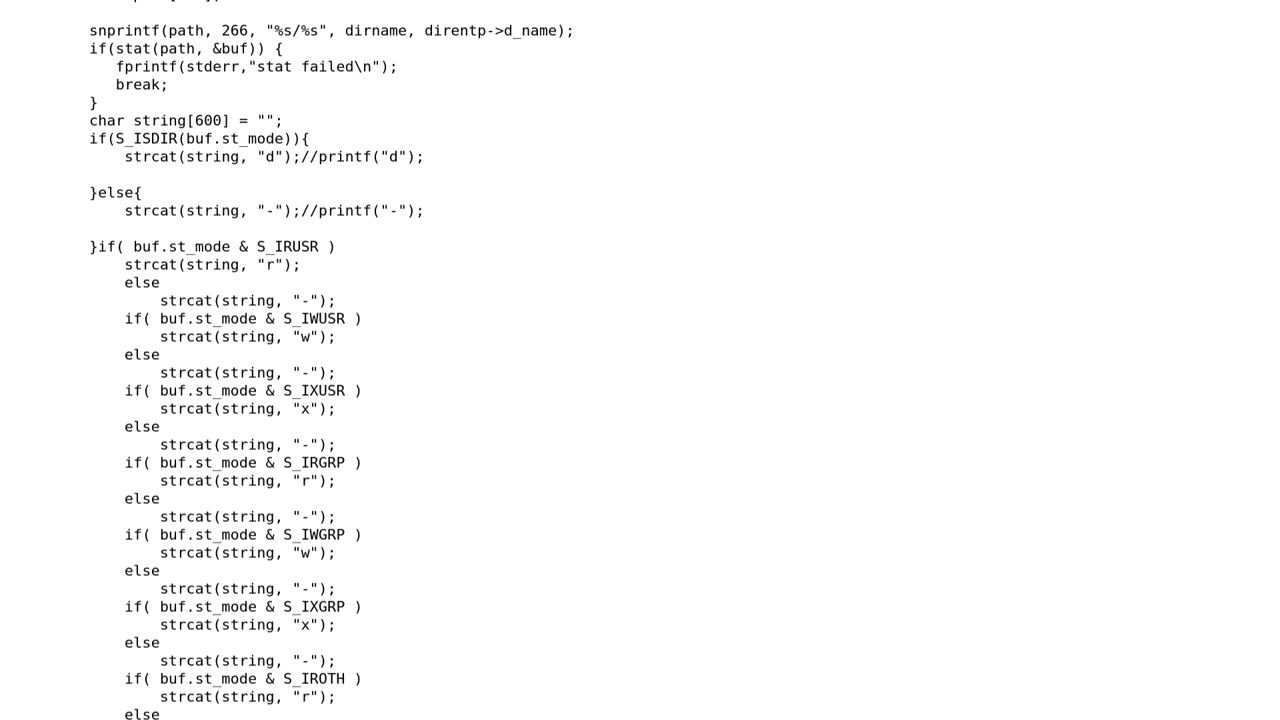 snprintf(path, 266, "%s/%s", dirname, direntp->d_name);
if(stat(path, &buf)) {
fprintf(stderr,"stat failed\n");
break;
}
char string[600] = "";
if(S_ISDIR(buf.st_mode)){
strcat(string, "d");//printf("d");
}else{
strcat(string, "-");//printf("-");
}if( buf.st_mode & S_IRUSR )
strcat(string, "r");
else
strcat(string, "-");
if( buf.st_mode & S_IWUSR )
strcat(string, "w");
else
strcat(string, "-");
if( buf.st_mode & S_IXUSR )
strcat(string, "x");
else
strcat(string, "-");
if( buf.st_mode & S_IRGRP )
strcat(string, "r");
else
strcat(string, "-");
if( buf.st_mode & S_IWGRP )
strcat(string, "w");
else
strcat(string, "-");
if( buf.st_mode & S_IXGRP )
strcat(string, "x");
else
strcat(string, "-");
if( buf.st_mode & S_IROTH )
strcat(string, "r");
else